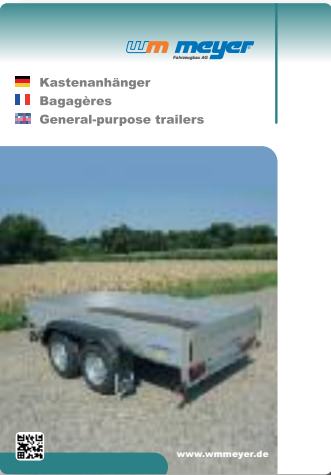 wm meyer
Fahrzeugbau AG
Kastenanhänger
Bagagères
General-purpose trailers
www.wmmeyer.de